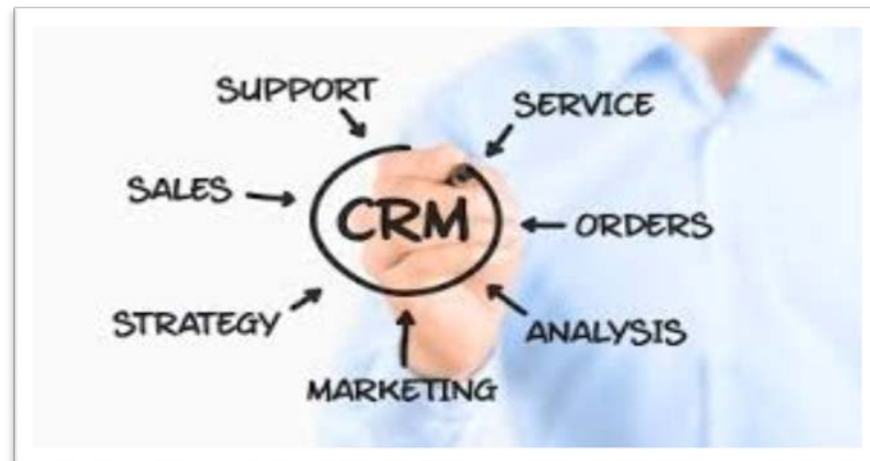 SUPPORT
SERVICE
SALES
CRM
ORDERS
STRATEGY
ANALYSIS
MARKETING